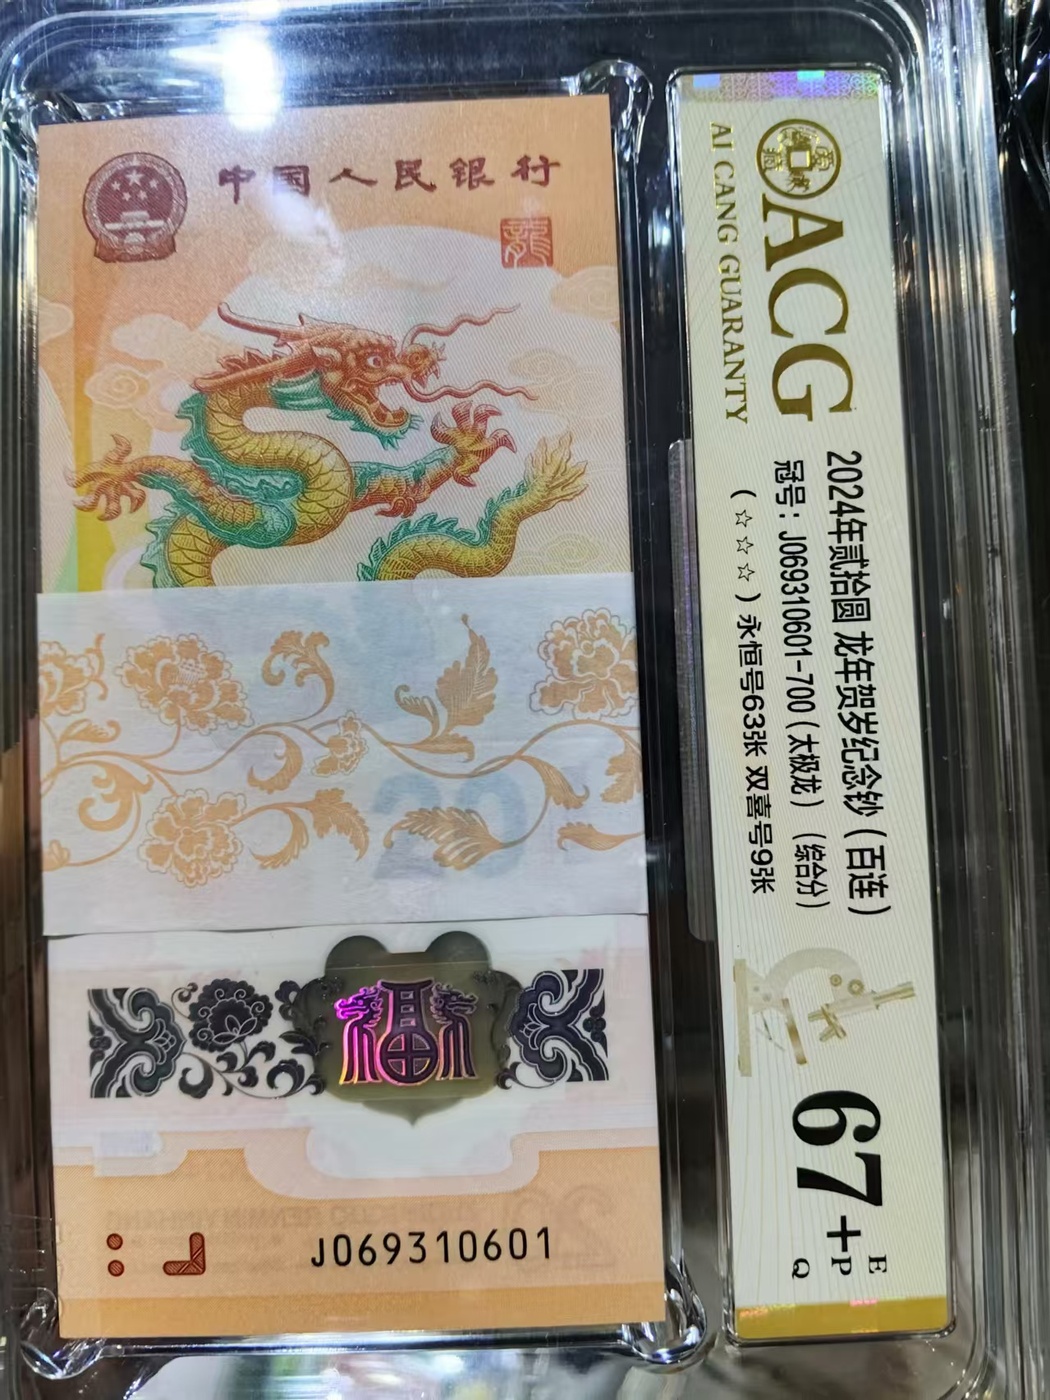 中国人民银行
龍
福
J069310601
ACG
AI CANG GUARANTY
2024年贰拾圆 龙年贺岁纪念钞（百连）
冠号：J069310601-700（太极龙）（综合分）
（☆☆☆）永恒号63张 双喜号9张
67+
E
P
Q